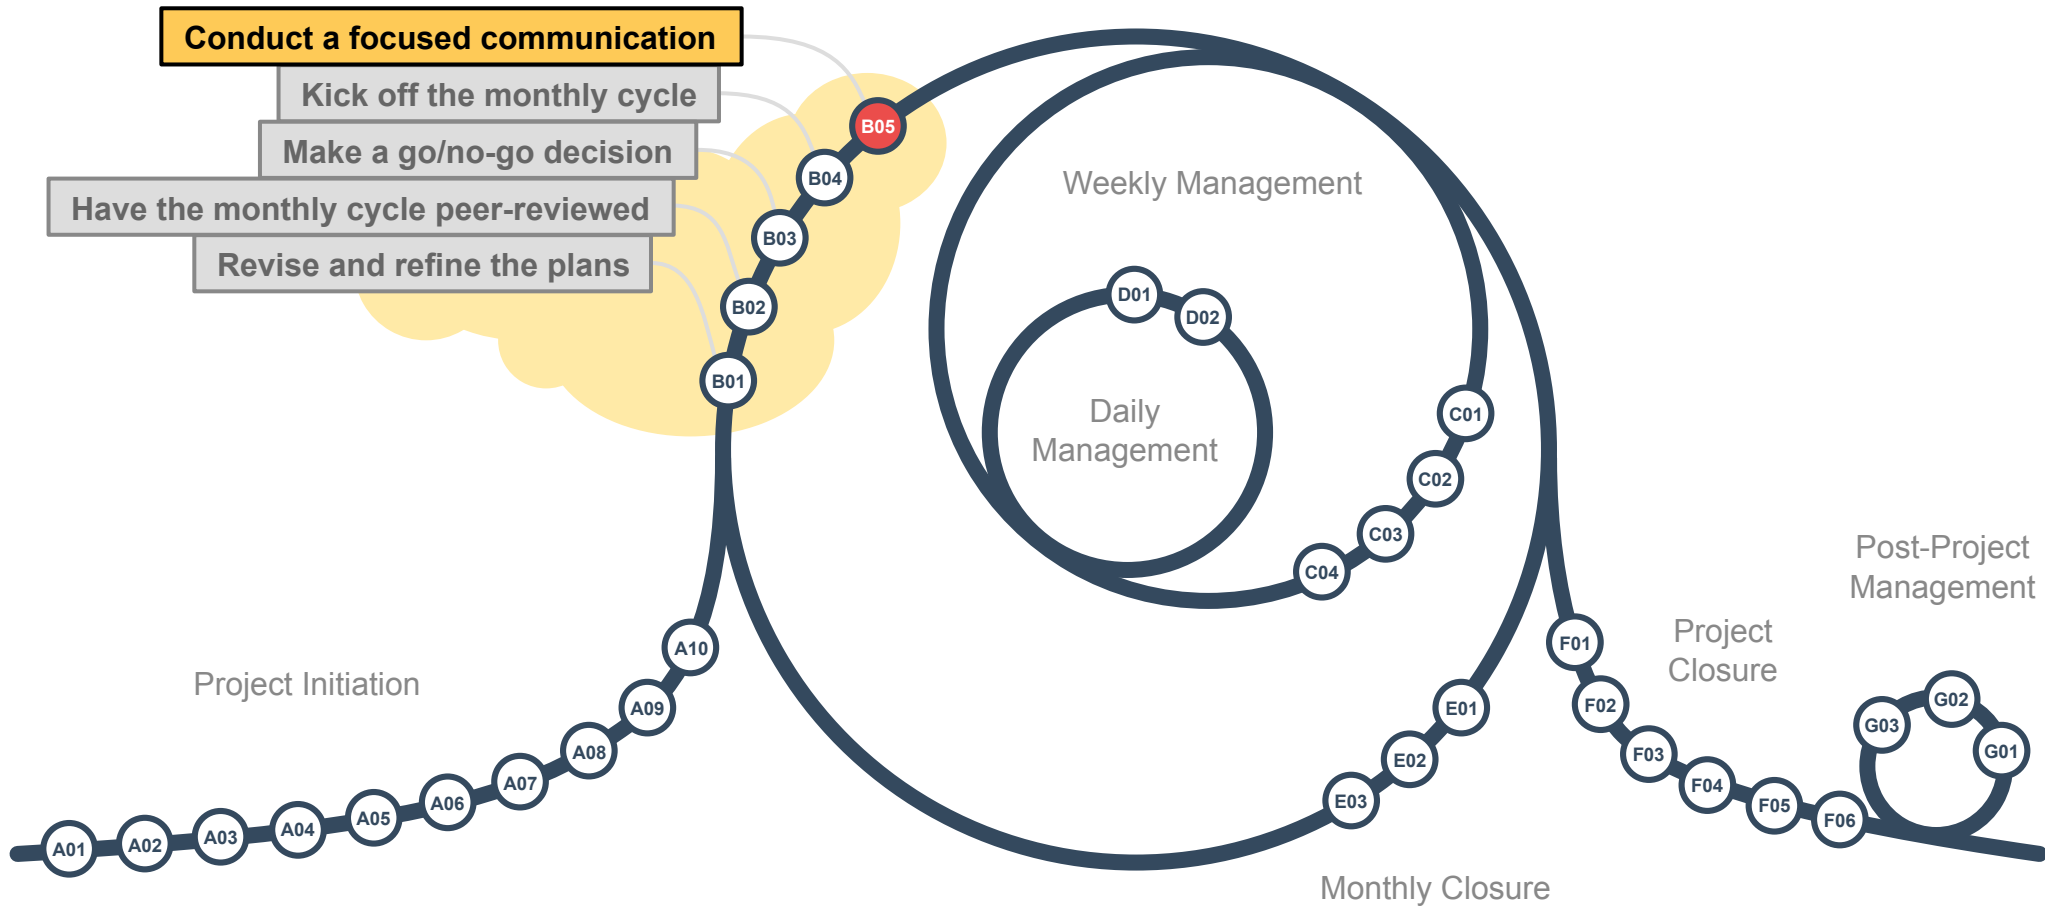 Conduct a focused communication
Kick off the monthly cycle
Make a go/no-go decision
Have the monthly cycle peer-reviewed
Revise and refine the plans
B05
B04
B03
B02
B01
Weekly Management
D01
D02
Daily
Management
C01
C02
C03
C04
Project Initiation
A01
A02
A03
A04
A05
A06
A07
A08
A09
A10
E01
E02
E03
Monthly Closure
Project
Closure
F01
F02
F03
F04
F05
F06
Post-Project
Management
G03
G02
G01